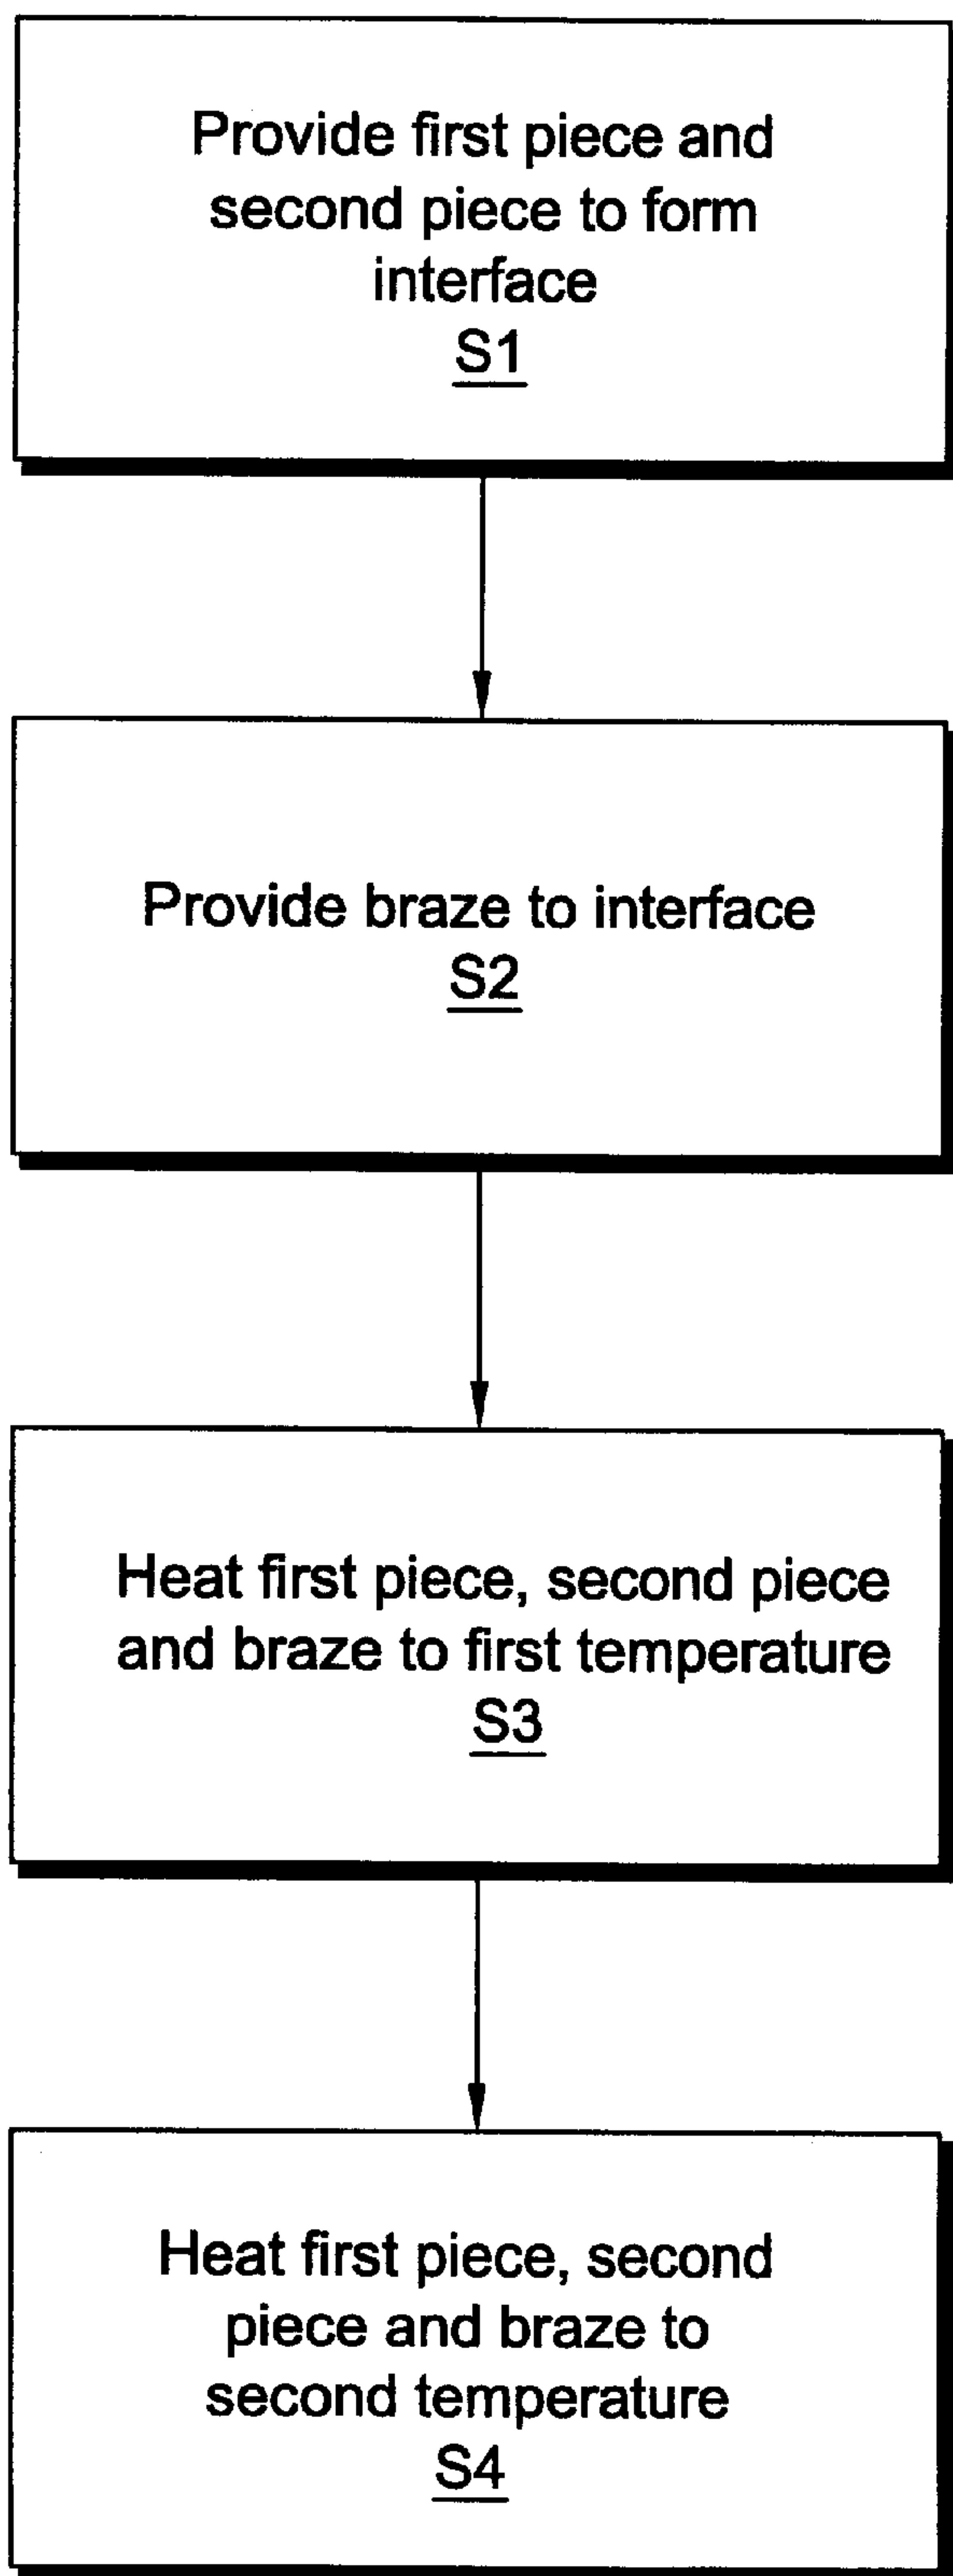 Provide first piece and
second piece to form
interface
S1
Provide braze to interface
S2
Heat first piece, second piece
and braze to first temperature
S3
Heat first piece, second
piece and braze to
second temperature
S4